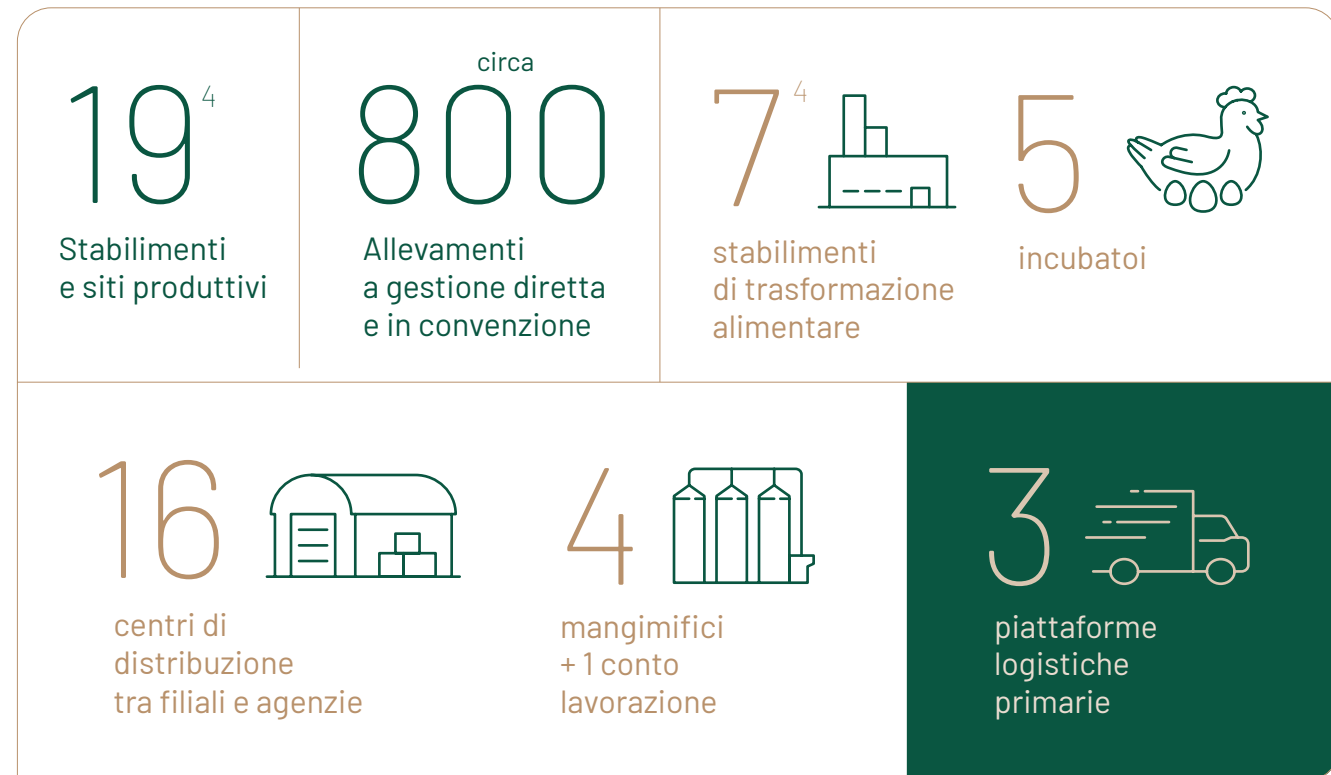 19 4
Stabilimenti
e siti produttivi
circa
800
Allevamenti
a gestione diretta
e in convenzione
7 4
stabilimenti
di trasformazione
alimentare
5
incubatoi
16
centri di
distribuzione
tra filiali e agenzie
4
mangimifici
+ 1 conto
lavorazione
3
piattaforme
logistiche
primarie